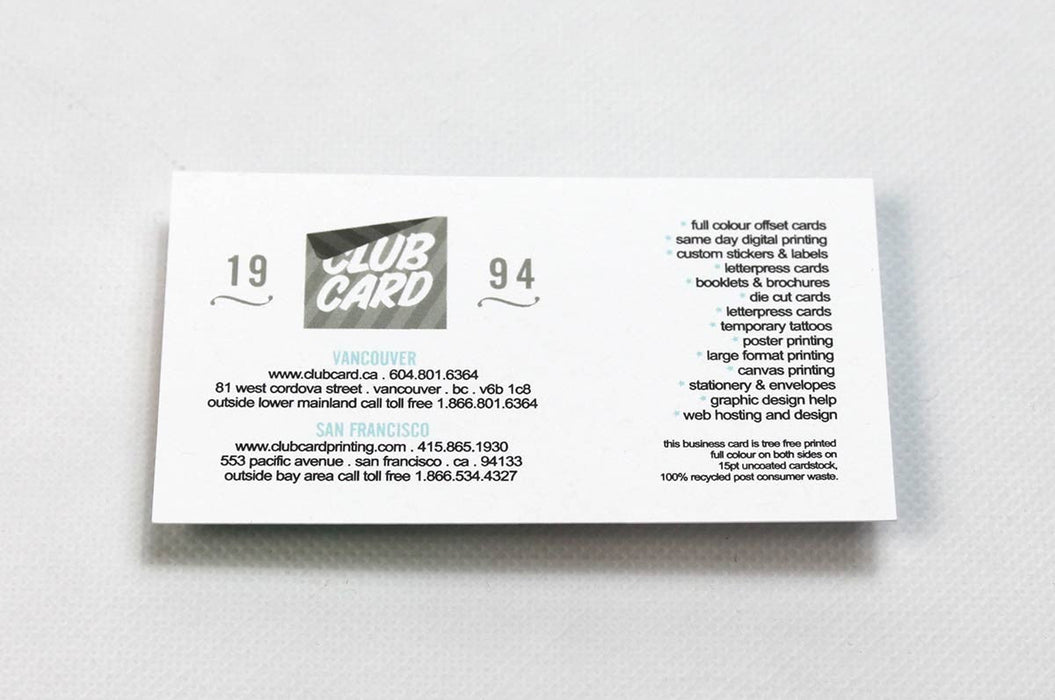 19
CLUB
CARD
94
VANCOUVER
www.clubcard.ca . 604.801.6364
81 west cordova street . vancouver . bc . v6b 1c8
outside lower mainland call toll free 1.866.801.6364
SAN FRANCISCO
www.clubcardprinting.com . 415.865.1930
553 pacific avenue . san francisco . ca . 94133
outside bay area call toll free 1.866.534.4327
* full colour offset cards
* same day digital printing
* custom stickers & labels
* letterpress cards
* booklets & brochures
* die cut cards
* letterpress cards
* temporary tattoos
* poster printing
* large format printing
* canvas printing
* stationery & envelopes
* graphic design help
* web hosting and design
this business card is tree free printed
full colour on both sides on
15pt uncoated cardstock,
100% recycled post consumer waste.